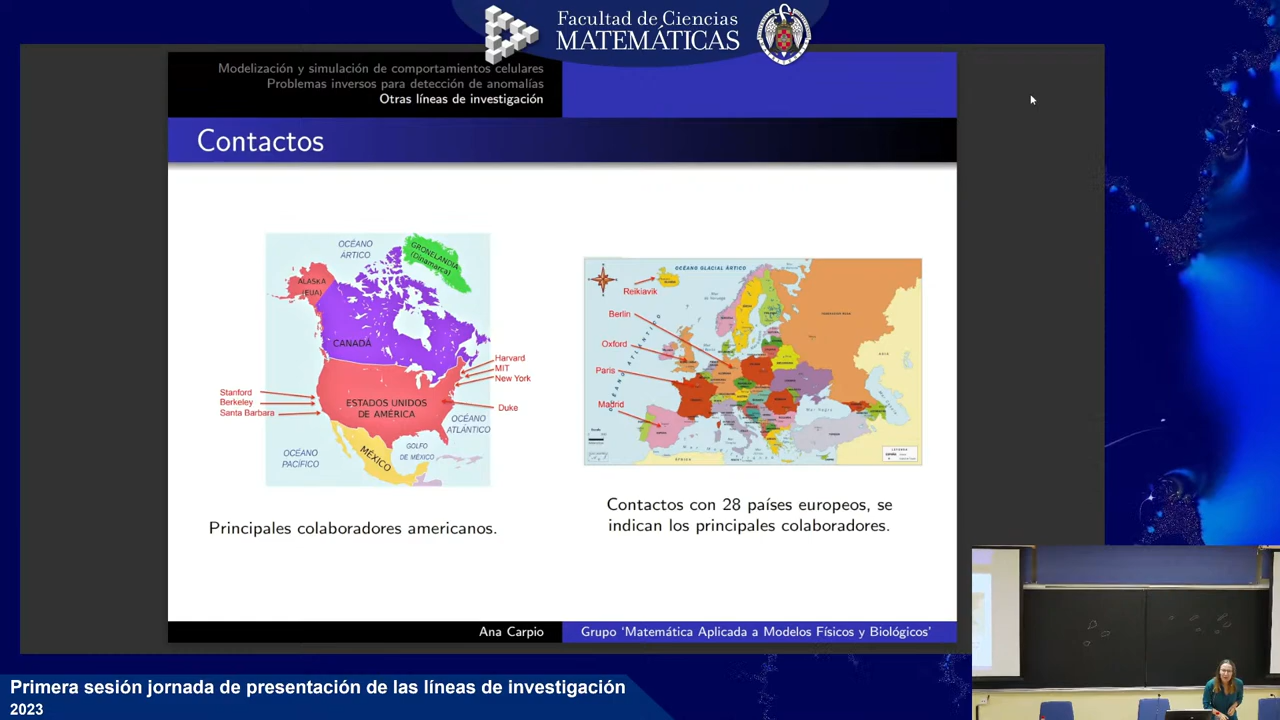 Facultad de Ciencias
MATEMÁTICAS
Modelización y simulación de comportamientos celulares
Problemas inversos para detección de anomalías
Otras líneas de investigación
Contactos
OCÉANO
ÁRTICO
GRONELANDIA
(Dinamarca)
ALASKA
(EUA)
CANADÁ
Harvard
MIT
New York
Stanford
Berkeley
Santa Barbara
ESTADOS UNIDOS
DE AMÉRICA
Duke
OCÉANO
ATLÁNTICO
GOLFO
DE MÉXICO
MÉXICO
OCÉANO
PACÍFICO
OCÉANO GLACIAL ÁRTICO
Reikiavik
Berlin
Oxford
Paris
Madrid
Principales colaboradores americanos.
Contactos con 28 países europeos, se
indican los principales colaboradores.
Ana Carpio
Grupo ‘Matemática Aplicada a Modelos Físicos y Biológicos’
Primera sesión jornada de presentación de las líneas de investigación
2023